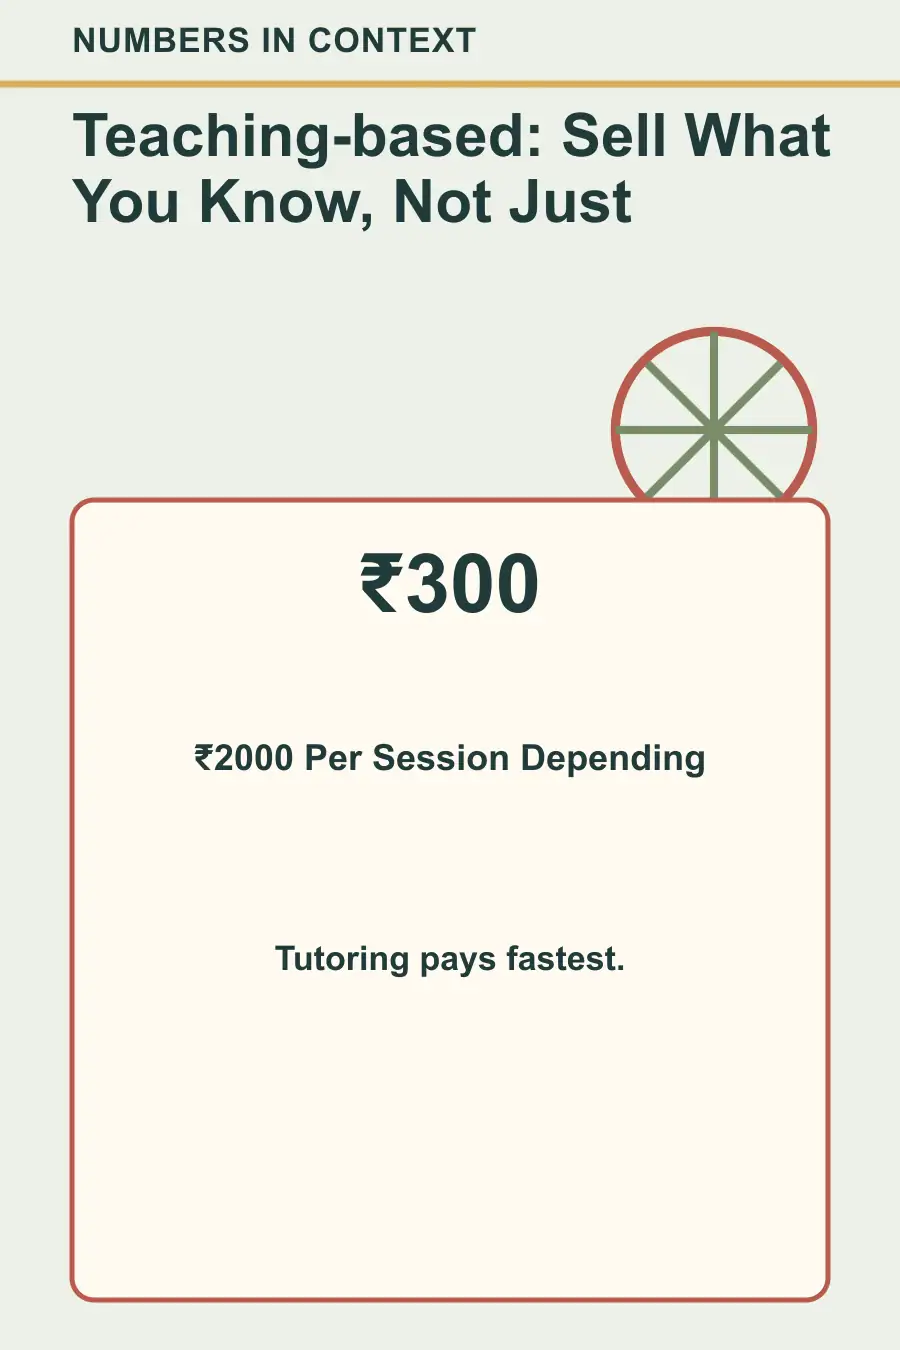 NUMBERS IN CONTEXT
Teaching-based: Sell What
You Know, Not Just
₹300
₹2000 Per Session Depending
Tutoring pays fastest.